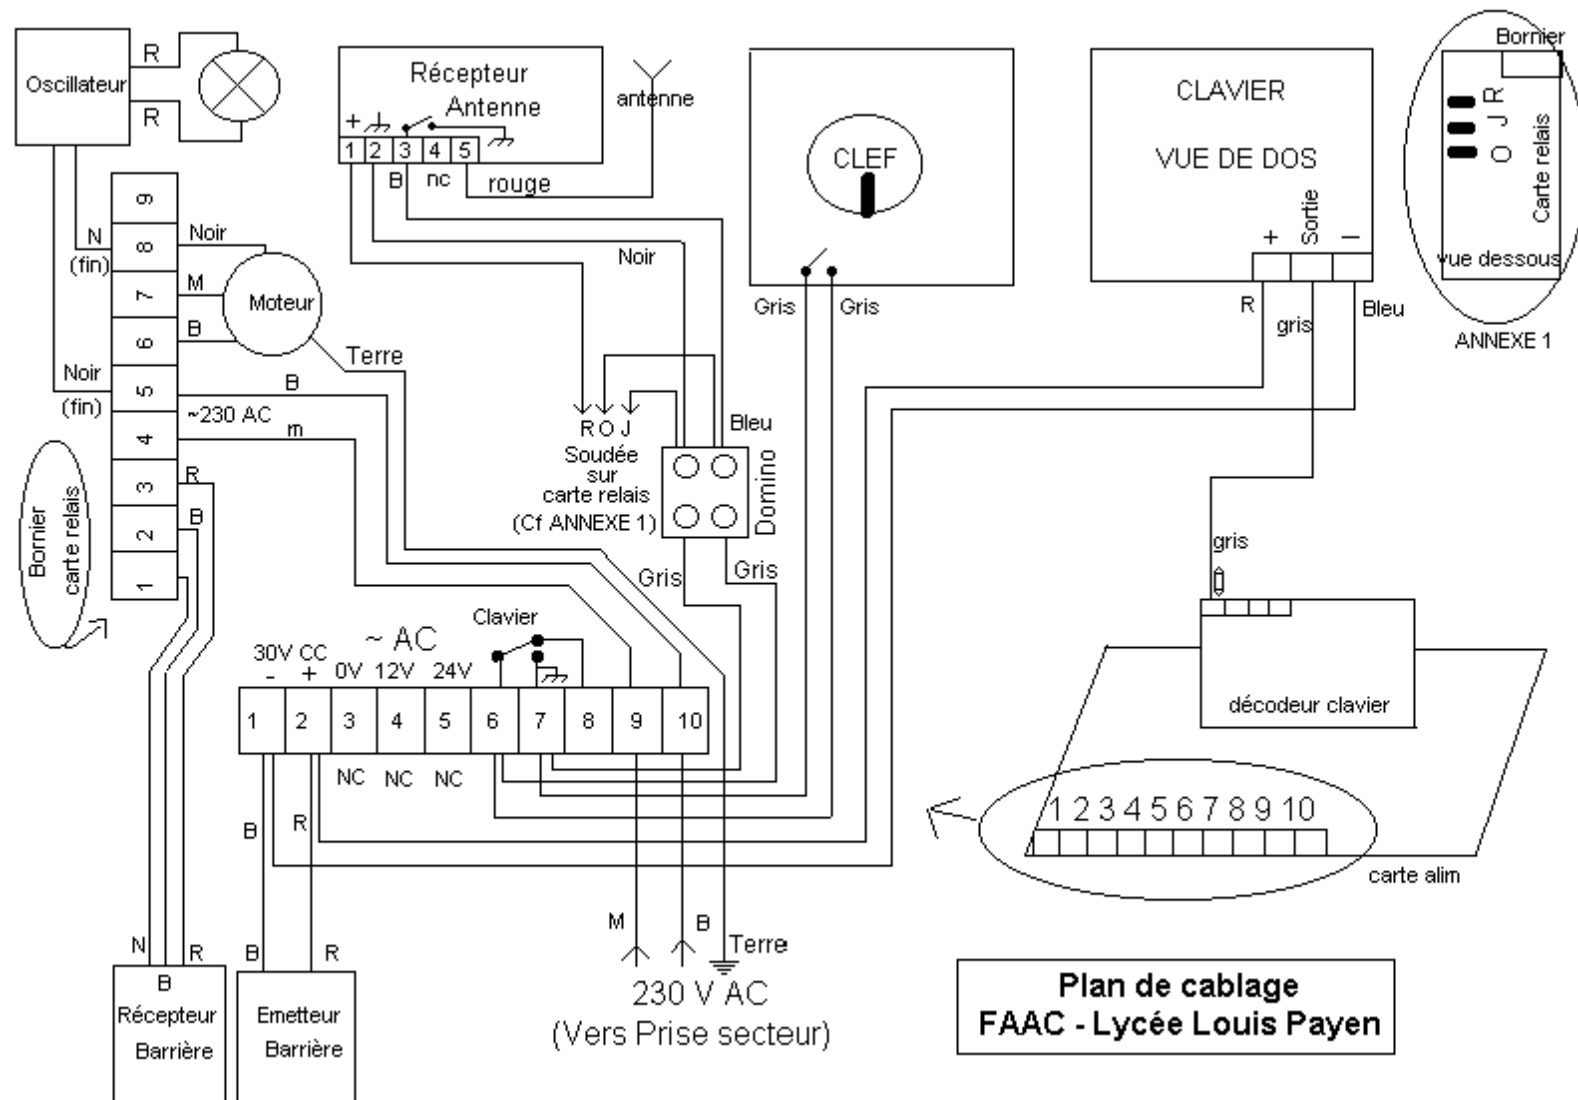 Oscillateur
R
R
Récepteur
Antenne
+
1 2 3 4 5
B
nc
rouge
antenne
CLEF
Gris
Gris
CLAVIER
VUE DE DOS
+
Sortie
–
R
gris
Bleu
Bornier
R
J
O
Carte relais
vue dessous
ANNEXE 1
9
8
7
6
5
4
3
2
1
N
(fin)
Noir
M
B
Moteur
Terre
Noir
(fin)
B
~230 AC
m
R
B
Bornier
carte relais
Noir
R O J
Soudée
sur
carte relais
(Cf ANNEXE 1)
Bleu
Domino
Gris
Gris
gris
décodeur clavier
1 2 3 4 5 6 7 8 9 10
carte alim
Clavier
~ AC
30V CC
- +
0V 12V 24V
1 2 3 4 5 6 7 8 9 10
NC NC NC
B
R
N
B
R
Récepteur
Barrière
B
R
Emetteur
Barrière
M
B
Terre
230 V AC
(Vers Prise secteur)
Plan de cablage
FAAC - Lycée Louis Payen